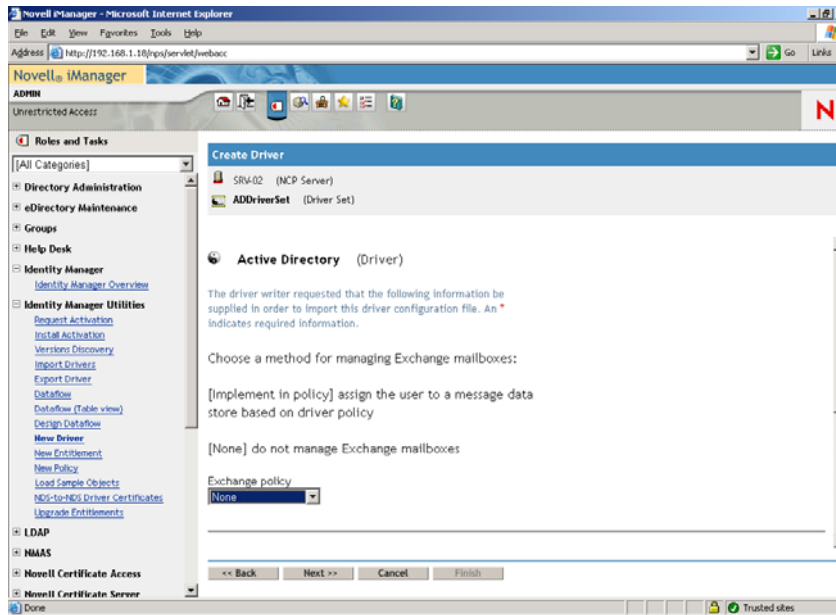 Novell iManager - Microsoft Internet Explorer
File Edit View Favorites Tools Help
Address http://192.168.1.18/nps/servlet/webacc Go Links
Novell® iManager
ADMIN
Unrestricted Access
N
Roles and Tasks
[All Categories]
Directory Administration
eDirectory Maintenance
Groups
Help Desk
Identity Manager
Identity Manager Overview
Identity Manager Utilities
Request Activation
Install Activation
Versions Discovery
Import Drivers
Export Driver
Dataflow
Dataflow (Table view)
Design Dataflow
New Driver
New Entitlement
New Policy
Load Sample Objects
NDS-to-NDS Driver Certificates
Upgrade Entitlements
LDAP
NMAS
Novell Certificate Access
Novell Certificate Server
Create Driver
SRV-02 (NCP Server)
ADDriverSet (Driver Set)
Active Directory (Driver)
The driver writer requested that the following information be
supplied in order to import this driver configuration file. An *
indicates required information.
Choose a method for managing Exchange mailboxes:
[Implement in policy] assign the user to a message data
store based on driver policy
[None] do not manage Exchange mailboxes
Exchange policy
None
<< Back Next >> Cancel Finish
Done Trusted sites